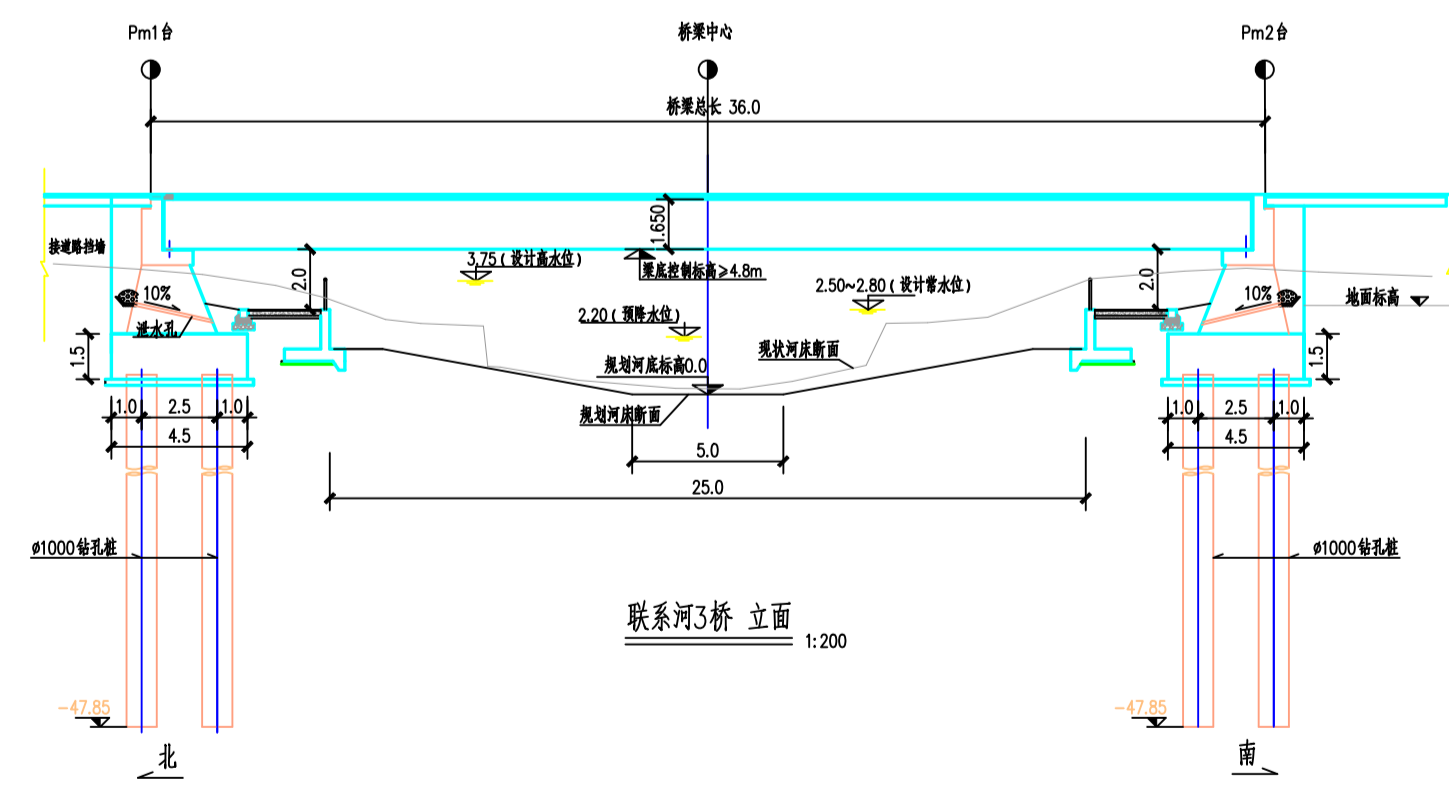 Pm1台
桥梁中心
Pm2台
桥梁总长 36.0
1.650
接道路挡墙
3.75(设计高水位)
梁底控制标高≥4.8m
2.0
2.0
2.50~2.80(设计常水位)
10%
10%
地面标高
泄水孔
2.20(预降水位)
规划河底标高0.0
现状河床断面
1.5
1.5
规划河床断面
1.0
2.5
1.0
1.0
2.5
1.0
4.5
4.5
5.0
25.0
ø1000钻孔桩
ø1000钻孔桩
联系河3桥 立面
1:200
-47.85
-47.85
北
南